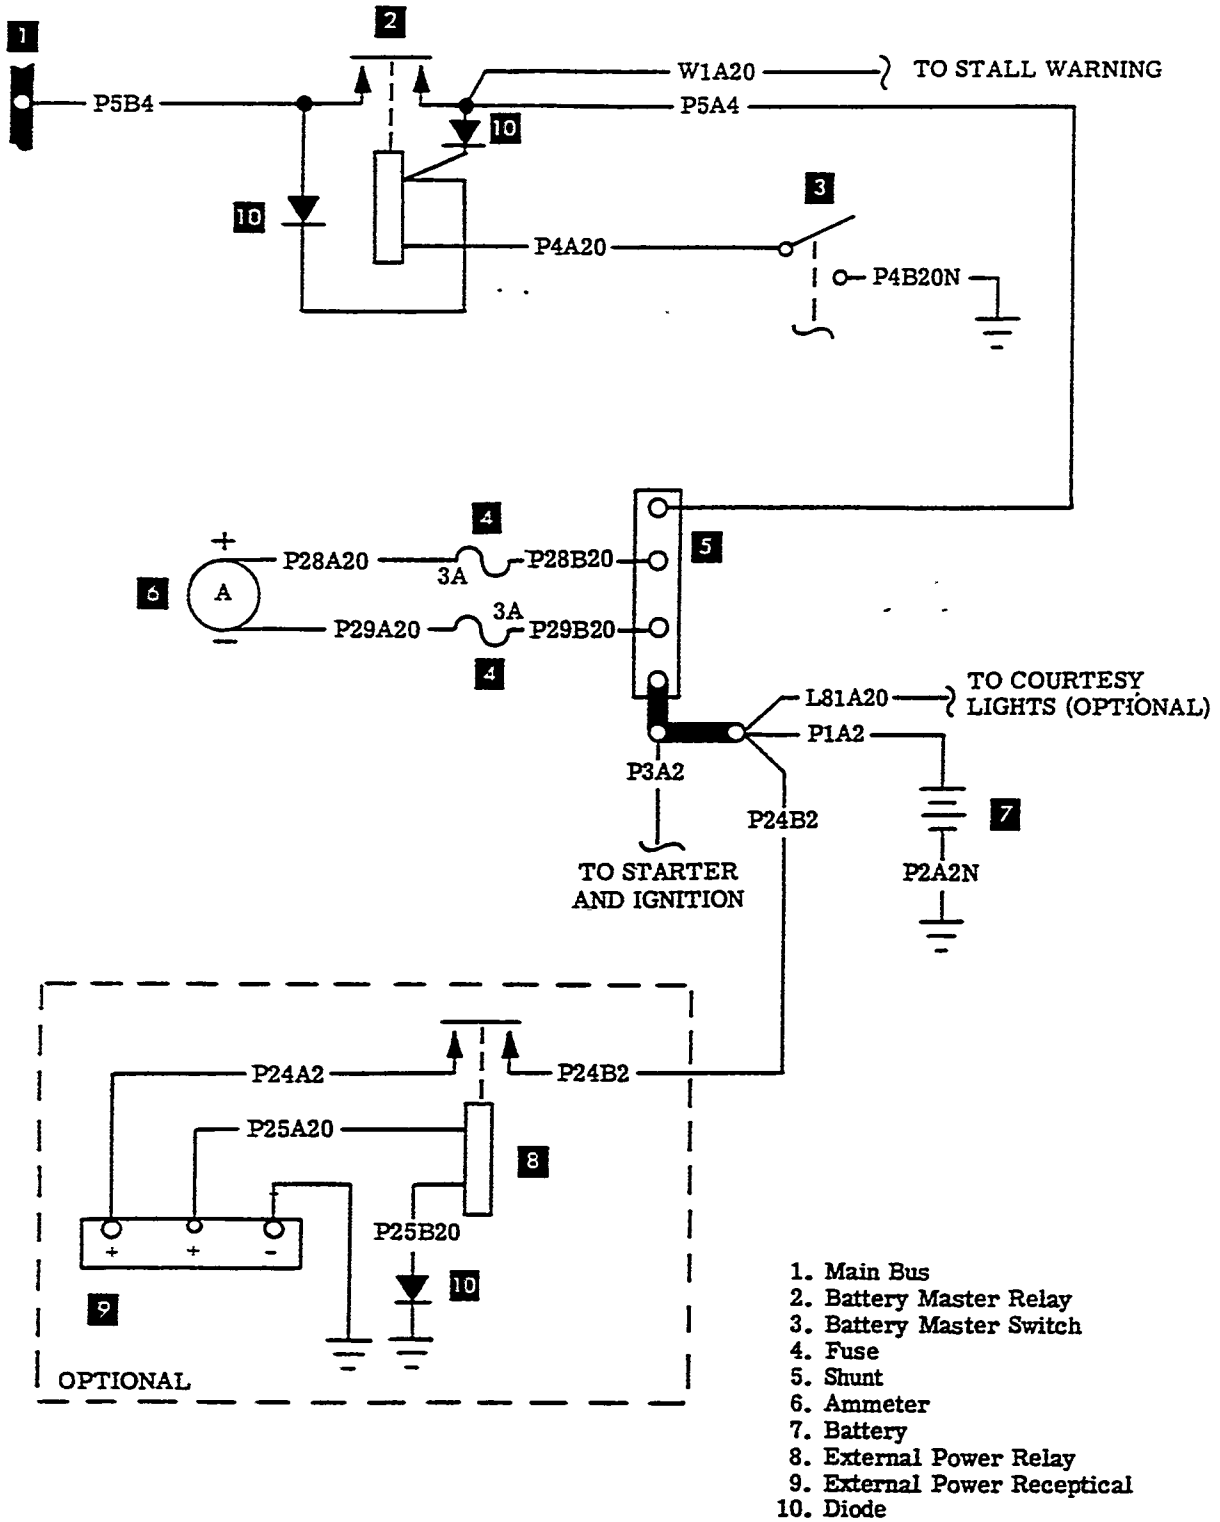 1
2
W1A20
TO STALL WARNING
P5B4
P5A4
10
10
3
P4A20
P4B20N
4
5
+
P28A20
3A
P28B20
6
A
3A
P29A20
P29B20
-
4
L81A20
TO COURTESY
LIGHTS (OPTIONAL)
P1A2
P3A2
P24B2
7
TO STARTER
AND IGNITION
P2A2N
P24A2
P24B2
P25A20
8
P25B20
+ + -
10
9
OPTIONAL
1. Main Bus
2. Battery Master Relay
3. Battery Master Switch
4. Fuse
5. Shunt
6. Ammeter
7. Battery
8. External Power Relay
9. External Power Receptical
10. Diode